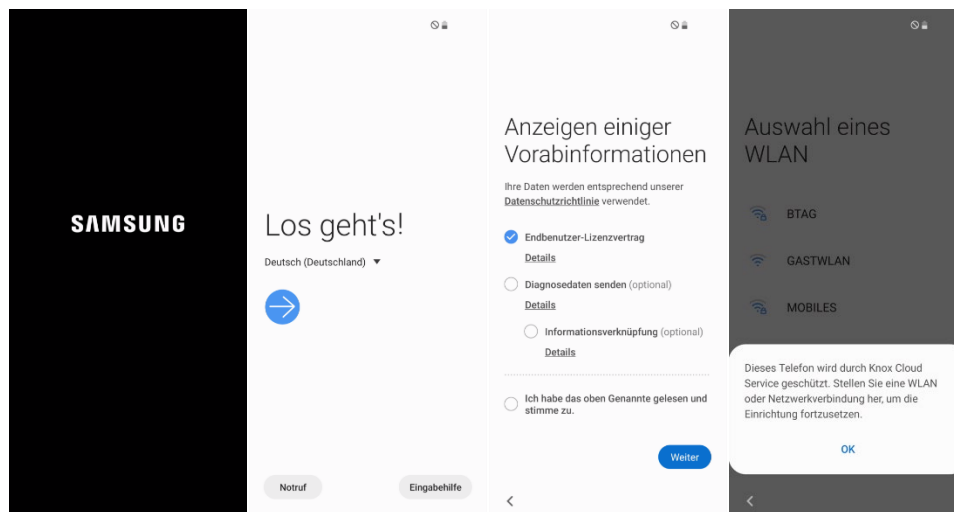 SAMSUNG
Los geht's!
Deutsch (Deutschland)
Notruf
Eingabehilfe
Anzeigen einiger
Vorabinformationen
Ihre Daten werden entsprechend unserer
Datenschutzrichtlinie verwendet.
Endbenutzer-Lizenzvertrag
Details
Diagnosedaten senden (optional)
Details
Informationsverknüpfung (optional)
Details
Ich habe das oben Genannte gelesen und
stimme zu.
Weiter
Auswahl eines
WLAN
BTAG
GASTWLAN
MOBILES
Dieses Telefon wird durch Knox Cloud
Service geschützt. Stellen Sie eine WLAN
oder Netzwerkverbindung her, um die
Einrichtung fortzusetzen.
OK